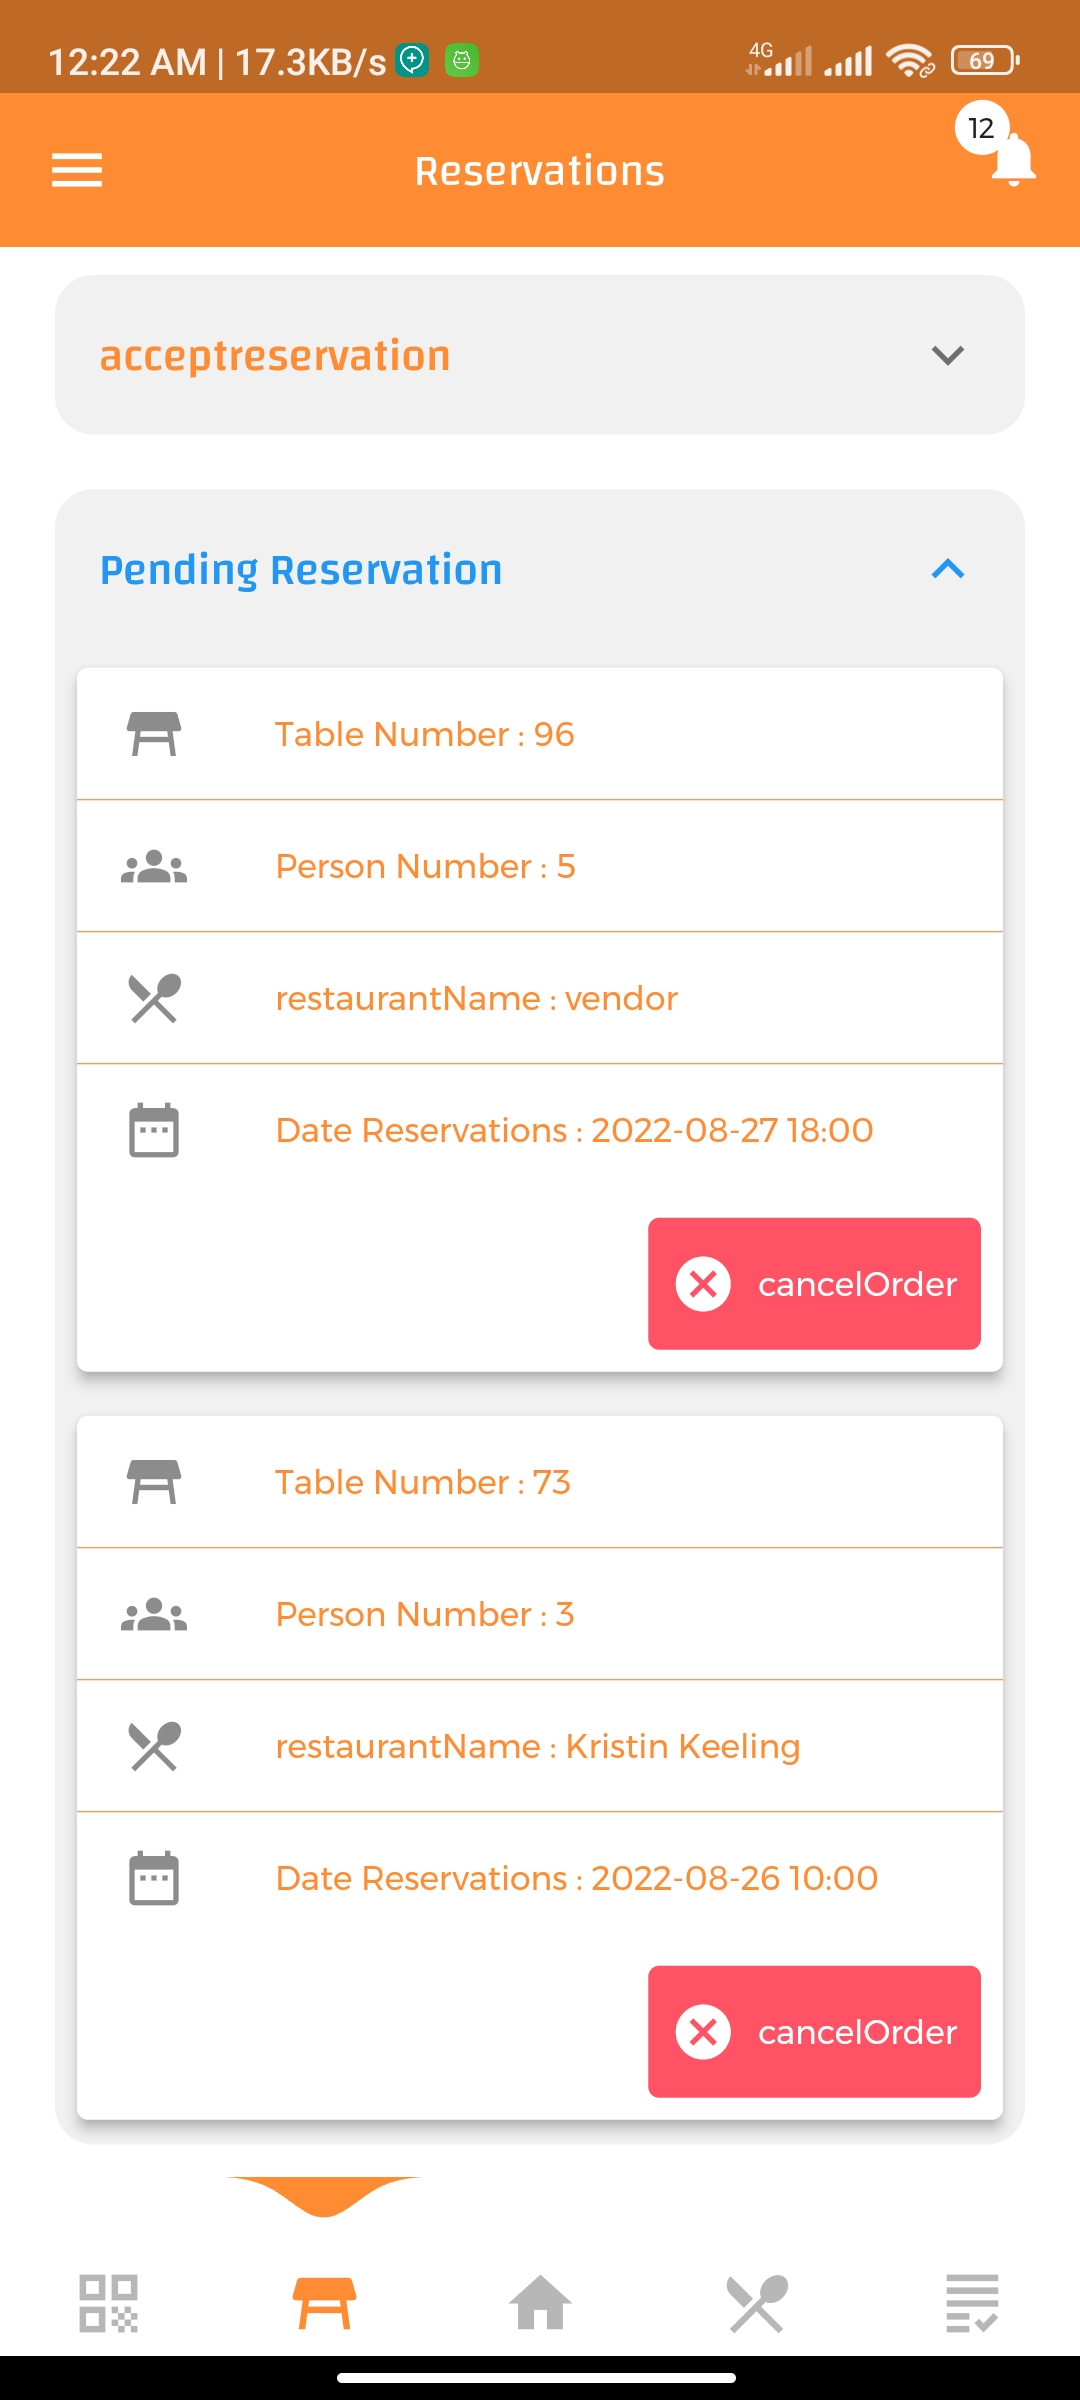 12:22 AM | 17.3KB/s 4G 69
12
Reservations
acceptreservation
Pending Reservation
Table Number : 96
Person Number : 5
restaurantName : vendor
Date Reservations : 2022-08-27 18:00
cancelOrder
Table Number : 73
Person Number : 3
restaurantName : Kristin Keeling
Date Reservations : 2022-08-26 10:00
cancelOrder